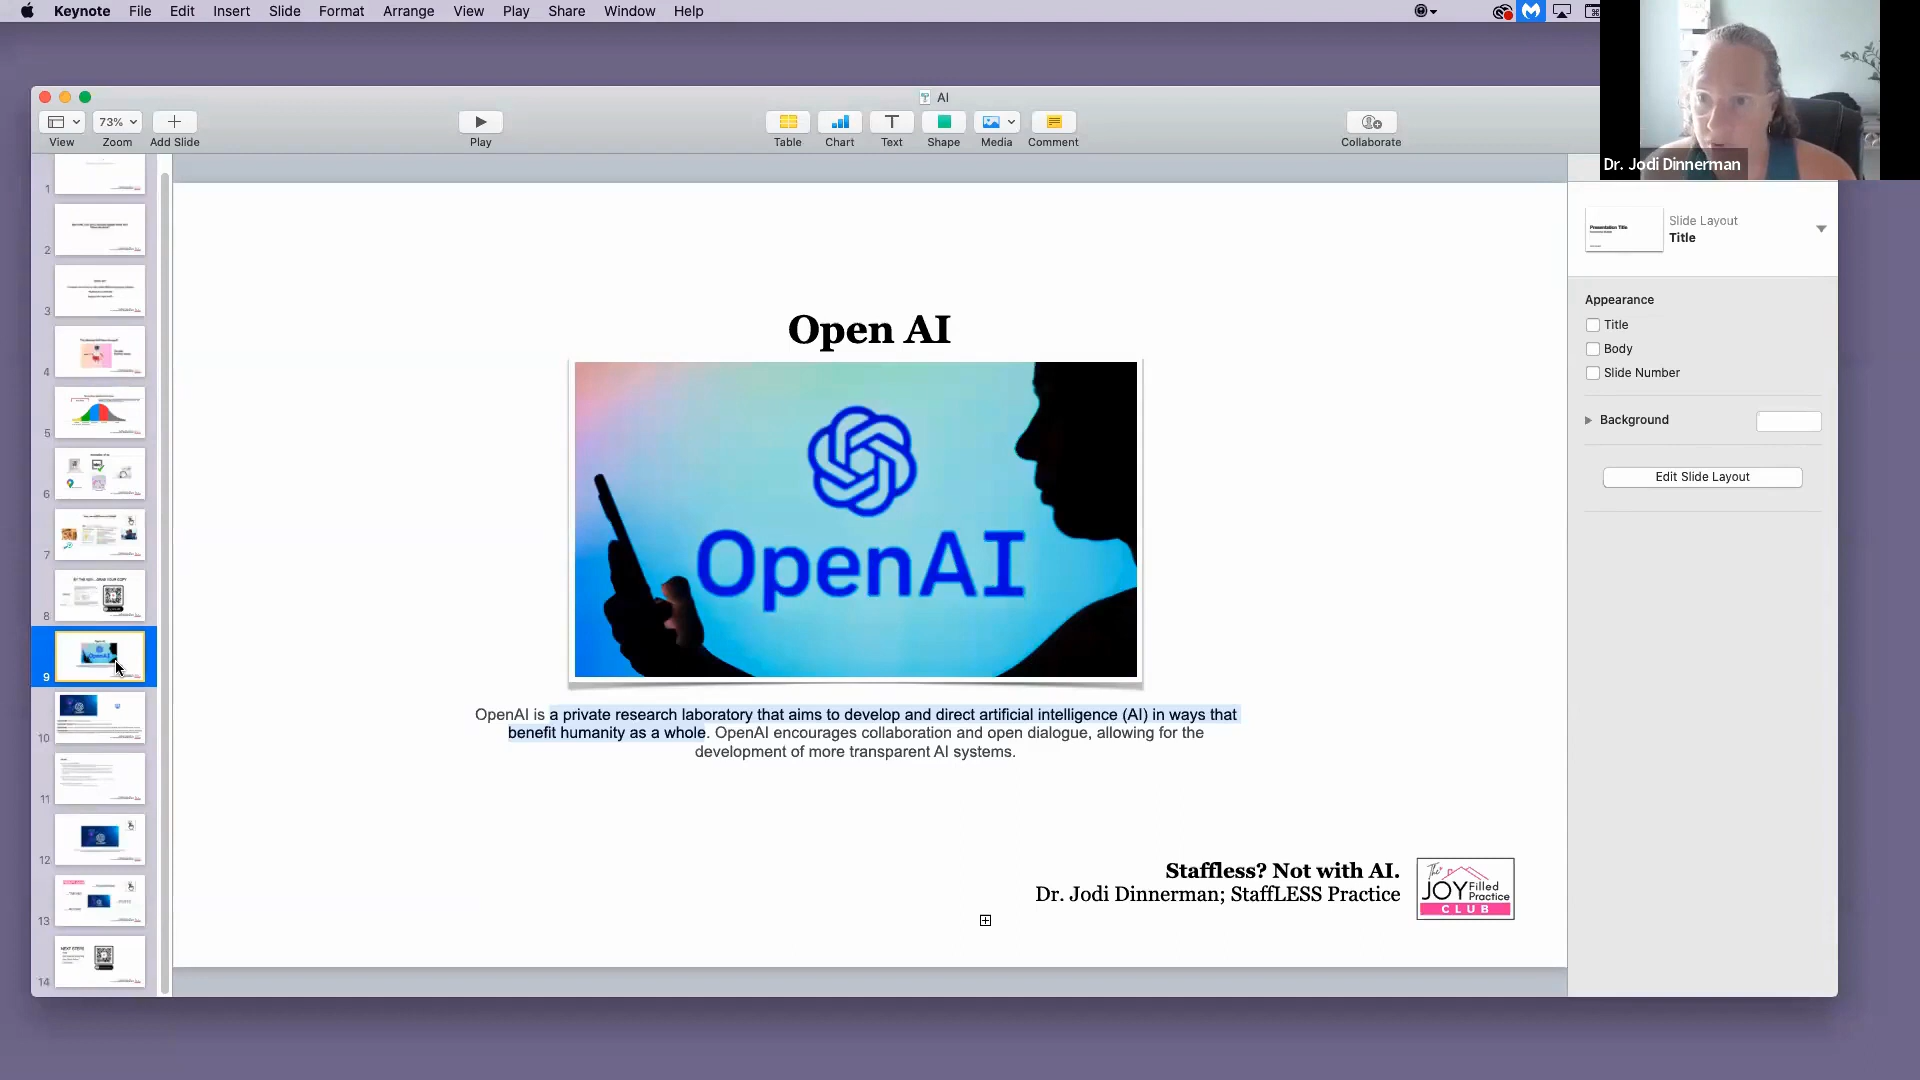 Keynote File Edit Insert Slide Format Arrange View Play Share Window Help
AI
73%
View Zoom Add Slide Play Table Chart Text Shape Media Comment Collaborate
Dr. Jodi Dinnerman
1
2
3
4
5
6
7
8
9
10
11
12
13
14
Open AI
OpenAI
OpenAI is a private research laboratory that aims to develop and direct artificial intelligence (AI) in ways that
benefit humanity as a whole. OpenAI encourages collaboration and open dialogue, allowing for the
development of more transparent AI systems.
Staffless? Not with AI.
Dr. Jodi Dinnerman; StaffLESS Practice
The
JOY Filled
Practice
CLUB
Presentation Title
Slide Layout
Title
Appearance
Title
Body
Slide Number
Background
Edit Slide Layout